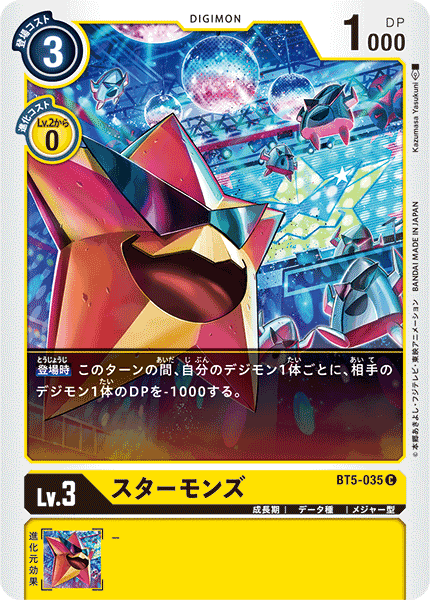 登場コスト
3
DIGIMON
1000
DP
進化コスト
Lv.2から
0
Kazumasa Yasukuni
BANDAI MADE IN JAPAN
©本郷あきよし・フジテレビ・東映アニメーション
登場時 このターンの間、自分のデジモン1体ごとに、相手の
デジモン1体のDPを-1000する。
BT5-035 C
Lv.3
スターモンズ
成長期 | データ種 | メジャー型
進化元効果
–